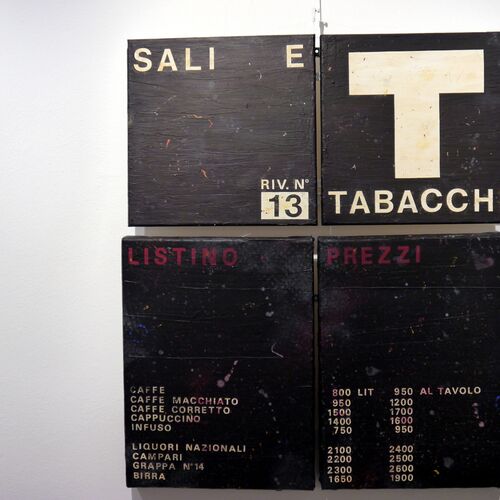 SALI E
T
RIV. N°
13
TABACCH
LISTINO PREZZI
CAFFE 800 LIT 950 AL TAVOLO
CAFFE MACCHIATO 950 1200
CAFFE CORRETTO 1500 1700
CAPPUCCINO 1400 1600
INFUSO 750 950
LIQUORI NAZIONALI 2100 2400
CAMPARI 2200 2500
GRAPPA N°14 2300 2600
BIRRA 1650 1900